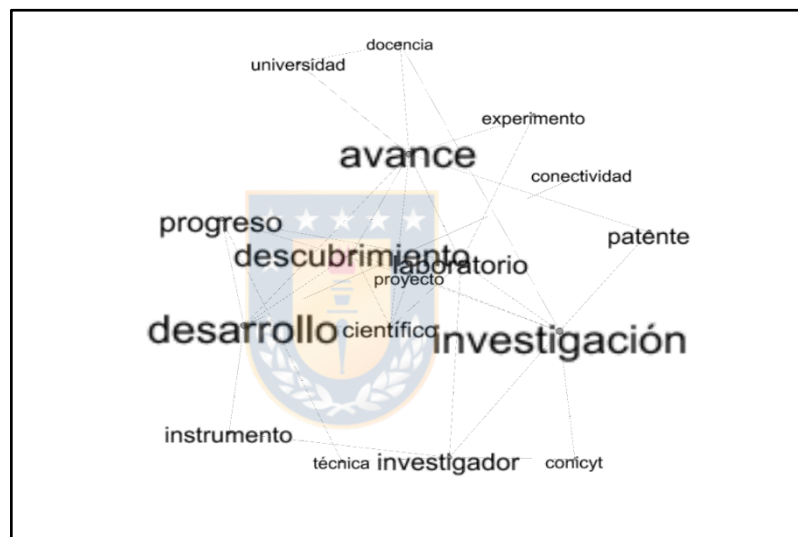 docencia
universidad
experimento
avance
conectividad
progreso
patente
descubrimiento
laboratorio
proyecto
desarrollo científico investigación
instrumento
técnica investigador conicyt